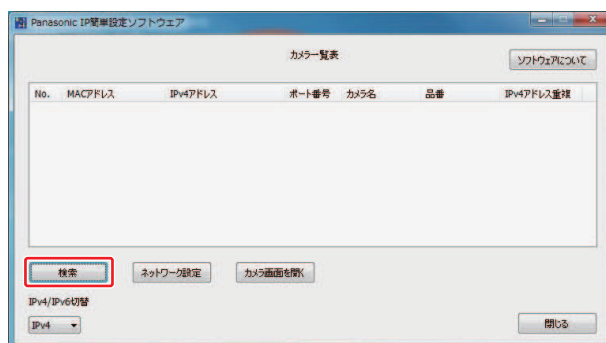 Panasonic IP簡単設定ソフトウェア
カメラ一覧表
ソフトウェアについて
No. MACアドレス IPv4アドレス ポート番号 カメラ名 品番 IPv4アドレス重複
検索 ネットワーク設定 カメラ画面を開く
IPv4/IPv6切替
IPv4 閉じる